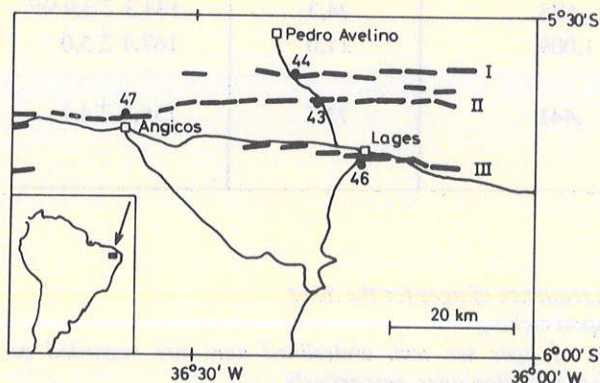 5°30'
Pedro Avelino
44
I
47
II
43
Angicos
Lages
III
46
20 km
6°00' S
36°30' W
36°00' W